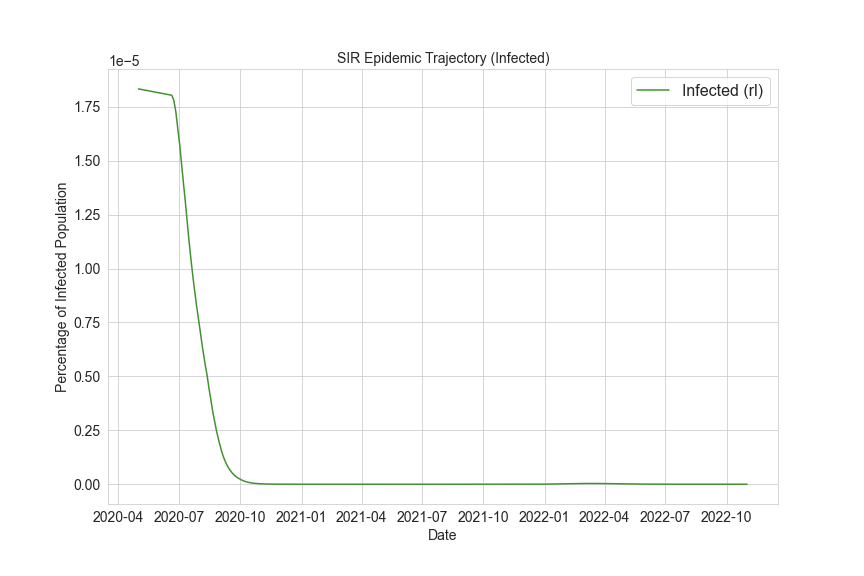 SIR Epidemic Trajectory (Infected)
1e−5
Infected (rI)
Percentage of Infected Population
1.75
1.50
1.25
1.00
0.75
0.50
0.25
0.00
2020-04 2020-07 2020-10 2021-01 2021-04 2021-07 2021-10 2022-01 2022-04 2022-07 2022-10
Date